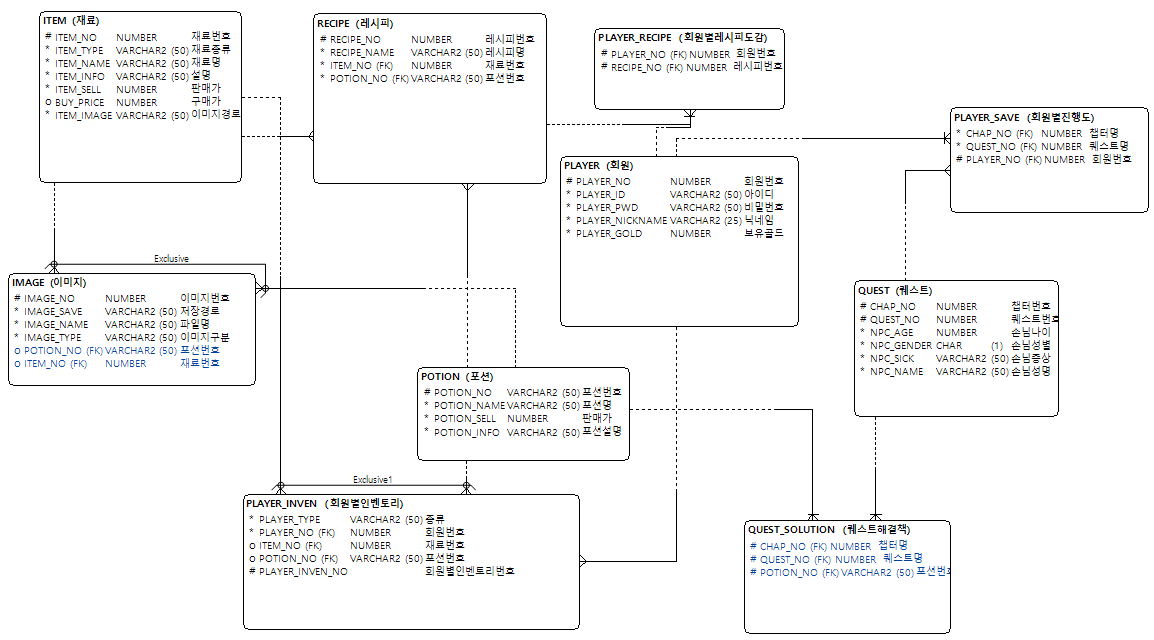 ITEM (재료)
# ITEM_NO NUMBER 재료번호
* ITEM_TYPE VARCHAR2 (50) 재료종류
* ITEM_NAME VARCHAR2 (50) 재료명
* ITEM_INFO VARCHAR2 (50) 설명
* ITEM_SELL NUMBER 판매가
o BUY_PRICE NUMBER 구매가
* ITEM_IMAGE VARCHAR2 (50) 이미지경로
RECIPE (레시피)
# RECIPE_NO NUMBER 레시피번호
* RECIPE_NAME VARCHAR2 (50) 레시피명
* ITEM_NO (FK) NUMBER 재료번호
* POTION_NO (FK) VARCHAR2 (50) 포션번호
PLAYER_RECIPE (회원별레시피도감)
# PLAYER_NO (FK) NUMBER 회원번호
# RECIPE_NO (FK) NUMBER 레시피번호
PLAYER_SAVE (회원별진행도)
* CHAP_NO (FK) NUMBER 챕터명
* QUEST_NO (FK) NUMBER 퀘스트명
# PLAYER_NO (FK) NUMBER 회원번호
PLAYER (회원)
# PLAYER_NO NUMBER 회원번호
* PLAYER_ID VARCHAR2 (50) 아이디
* PLAYER_PWD VARCHAR2 (50) 비밀번호
* PLAYER_NICKNAME VARCHAR2 (25) 닉네임
* PLAYER_GOLD NUMBER 보유골드
Exclusive
IMAGE (이미지)
# IMAGE_NO NUMBER 이미지번호
* IMAGE_SAVE VARCHAR2 (50) 저장경로
* IMAGE_NAME VARCHAR2 (50) 파일명
* IMAGE_TYPE VARCHAR2 (50) 이미지구분
o POTION_NO (FK) VARCHAR2 (50) 포션번호
o ITEM_NO (FK) NUMBER 재료번호
QUEST (퀘스트)
# CHAP_NO NUMBER 챕터번호
# QUEST_NO NUMBER 퀘스트번호
* NPC_AGE NUMBER 손님나이
* NPC_GENDER CHAR (1) 손님성별
* NPC_SICK VARCHAR2 (50) 손님증상
* NPC_NAME VARCHAR2 (50) 손님성명
POTION (포션)
# POTION_NO VARCHAR2 (50) 포션번호
* POTION_NAME VARCHAR2 (50) 포션명
* POTION_SELL NUMBER 판매가
* POTION_INFO VARCHAR2 (50) 포션설명
Exclusive1
PLAYER_INVEN (회원별인벤토리)
* PLAYER_TYPE VARCHAR2 (50) 종류
* PLAYER_NO (FK) NUMBER 회원번호
o ITEM_NO (FK) NUMBER 재료번호
o POTION_NO (FK) VARCHAR2 (50) 포션번호
# PLAYER_INVEN_NO 회원별인벤토리번호
QUEST_SOLUTION (퀘스트해결책)
# CHAP_NO (FK) NUMBER 챕터명
# QUEST_NO (FK) NUMBER 퀘스트명
# POTION_NO (FK) VARCHAR2 (50) 포션번호